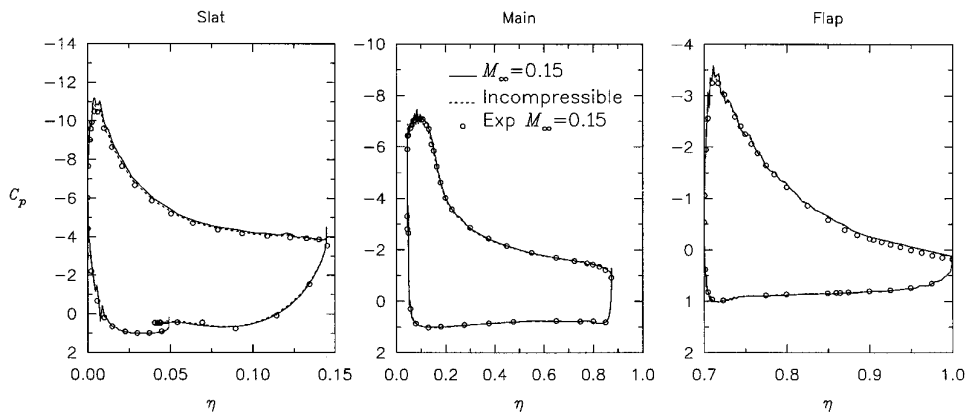 Slat
Main
Flap
−14
−12
−10
−8
−6
−4
−2
0
2
C_p
0.00 0.05 0.10 0.15
η
−10
−8
−6
−4
−2
0
2
M∞=0.15
Incompressible
Exp M∞=0.15
0.0 0.2 0.4 0.6 0.8 1.0
η
−4
−3
−2
−1
0
1
2
0.7 0.8 0.9 1.0
η